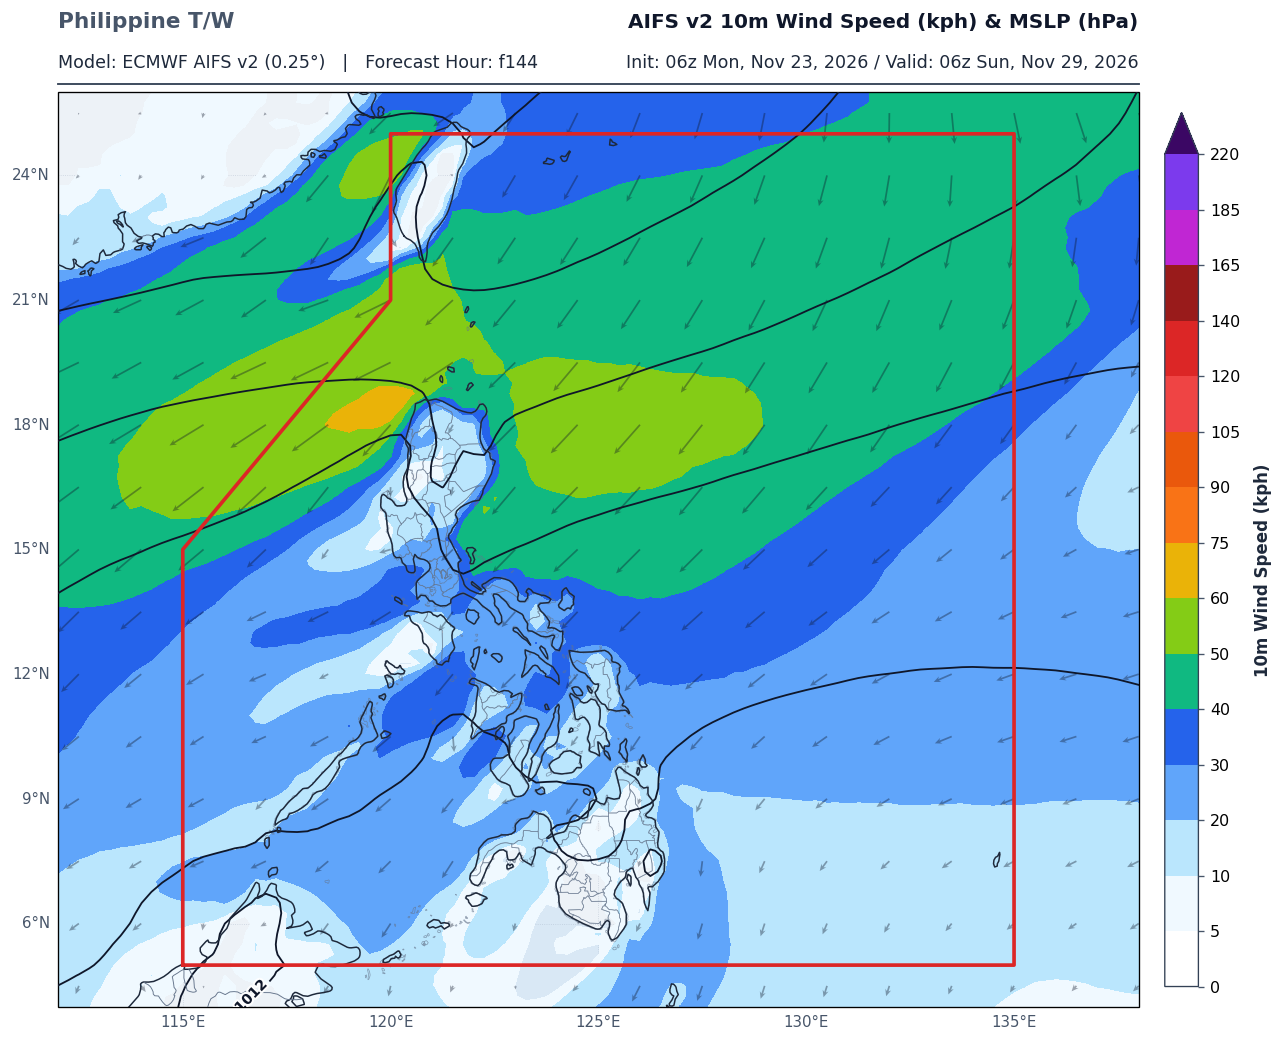 Philippine T/W
AIFS v2 10m Wind Speed (kph) & MSLP (hPa)
Model: ECMWF AIFS v2 (0.25°) | Forecast Hour: f144
Init: 06z Mon, Nov 23, 2026 / Valid: 06z Sun, Nov 29, 2026
24°N
21°N
18°N
15°N
12°N
9°N
6°N
115°E
120°E
125°E
130°E
135°E
1012
220
185
165
140
120
105
90
75
60
50
40
30
20
10
5
0
10m Wind Speed (kph)